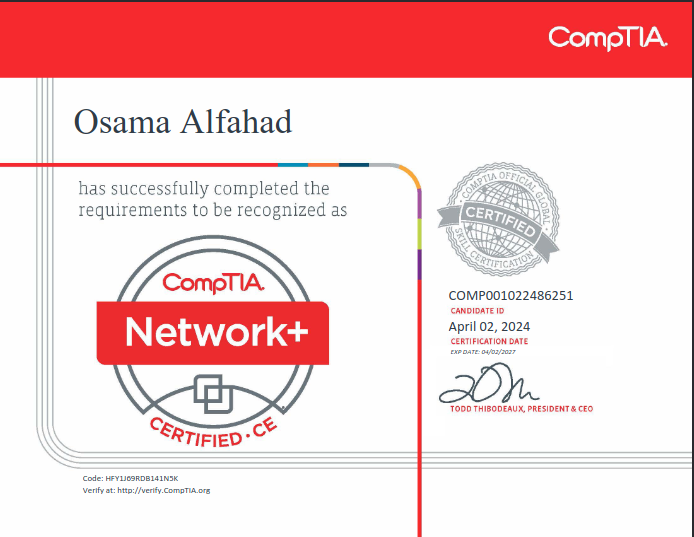 CompTIA.
Osama Alfahad
has successfully completed the
requirements to be recognized as
CompTIA.
Network+
CERTIFIED • CE
COMPTIA OFFICIAL GLOBAL
CERTIFIED
SKILL CERTIFICATION
COMP001022486251
CANDIDATE ID
April 02, 2024
CERTIFICATION DATE
EXP DATE: 04/02/2027
TODD THIBODEAUX, PRESIDENT & CEO
Code: HFY1J69RDB141N5K
Verify at: http://verify.CompTIA.org